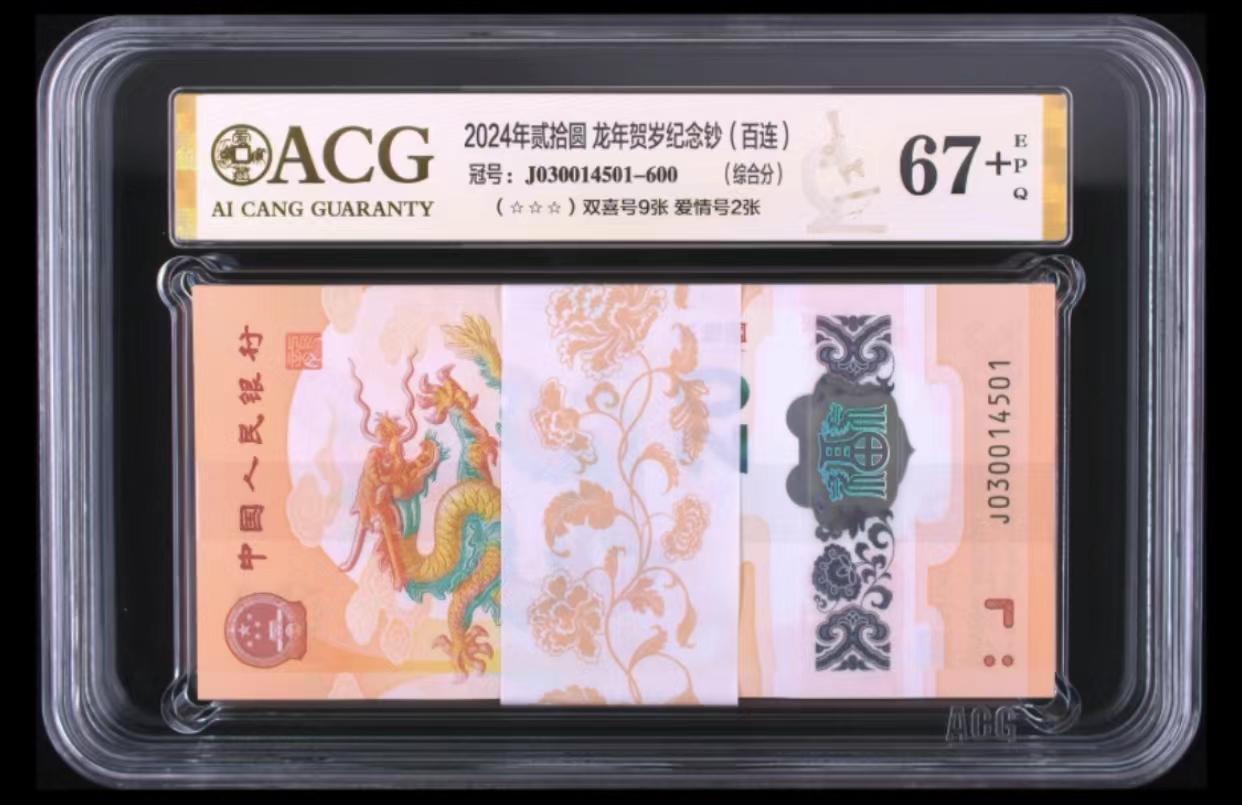 ACG
AI CANG GUARANTY
2024年贰拾圆 龙年贺岁纪念钞（百连）
冠号：J030014501-600 （综合分）
（☆☆☆）双喜号9张 爱情号2张
67+
EPQ
中国人民银行
J030014501
ACG